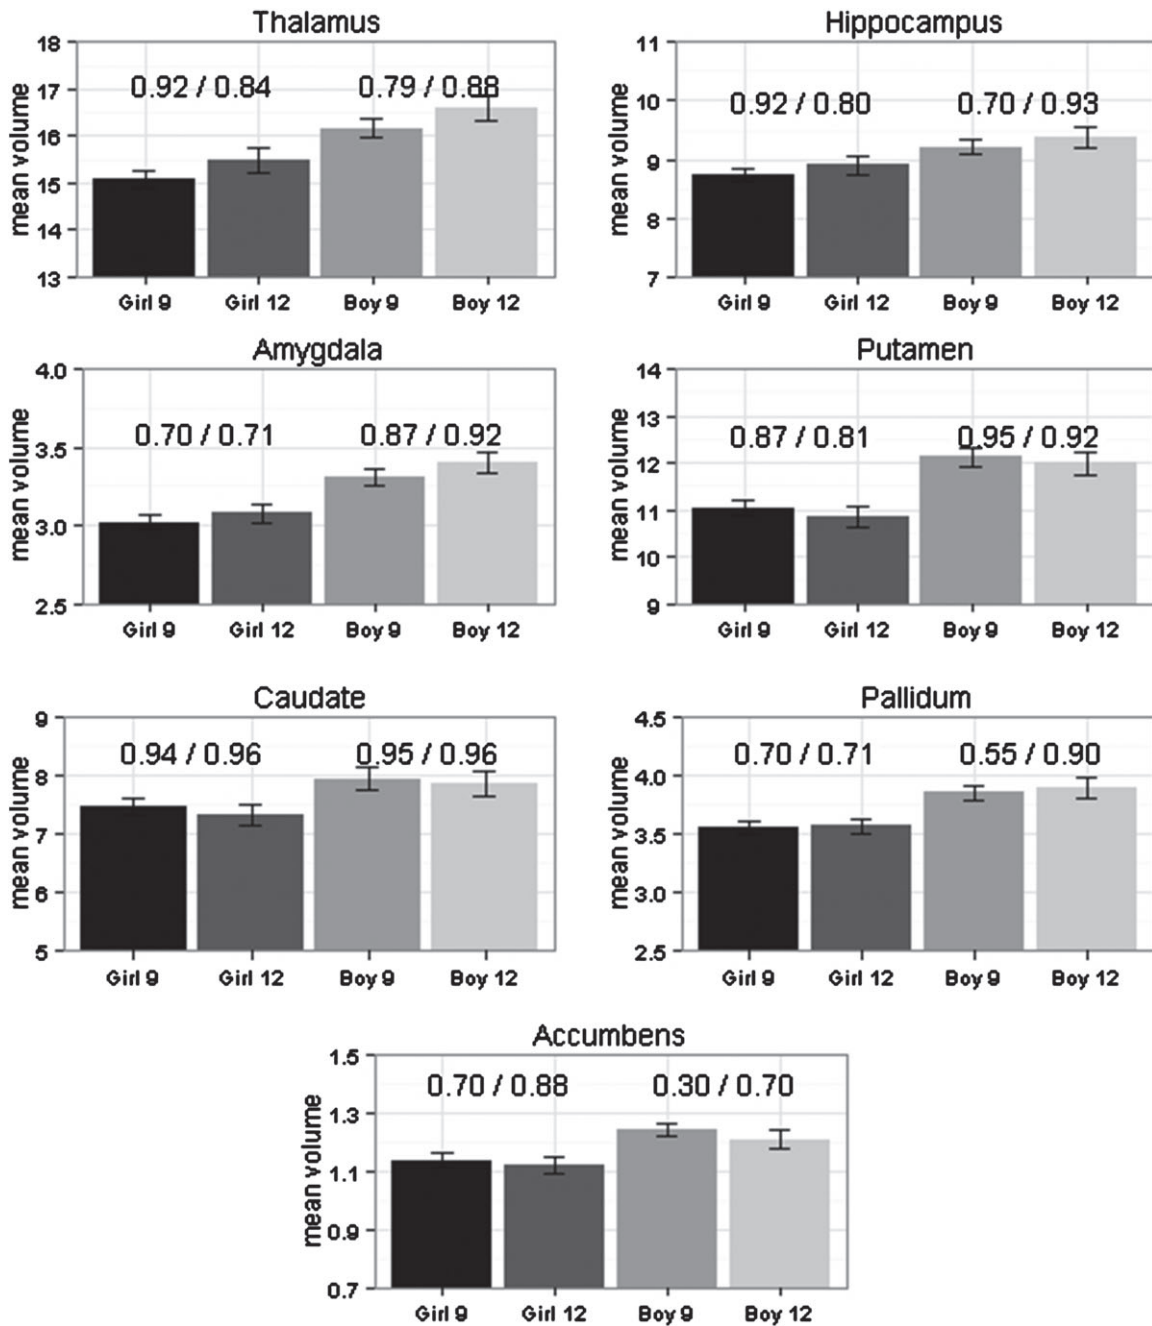 Thalamus
18
17
16
15
14
13
mean volume
0.92 / 0.84
0.79 / 0.88
Girl 9
Girl 12
Boy 9
Boy 12
Hippocampus
11
10
9
8
7
mean volume
0.92 / 0.80
0.70 / 0.93
Girl 9
Girl 12
Boy 9
Boy 12
Amygdala
4.0
3.5
3.0
2.5
mean volume
0.70 / 0.71
0.87 / 0.92
Girl 9
Girl 12
Boy 9
Boy 12
Putamen
14
13
12
11
10
9
mean volume
0.87 / 0.81
0.95 / 0.92
Girl 9
Girl 12
Boy 9
Boy 12
Caudate
9
8
7
6
5
mean volume
0.94 / 0.96
0.95 / 0.96
Girl 9
Girl 12
Boy 9
Boy 12
Pallidum
4.5
4.0
3.5
3.0
2.5
mean volume
0.70 / 0.71
0.55 / 0.90
Girl 9
Girl 12
Boy 9
Boy 12
Accumbens
1.5
1.3
1.1
0.9
0.7
mean volume
0.70 / 0.88
0.30 / 0.70
Girl 9
Girl 12
Boy 9
Boy 12